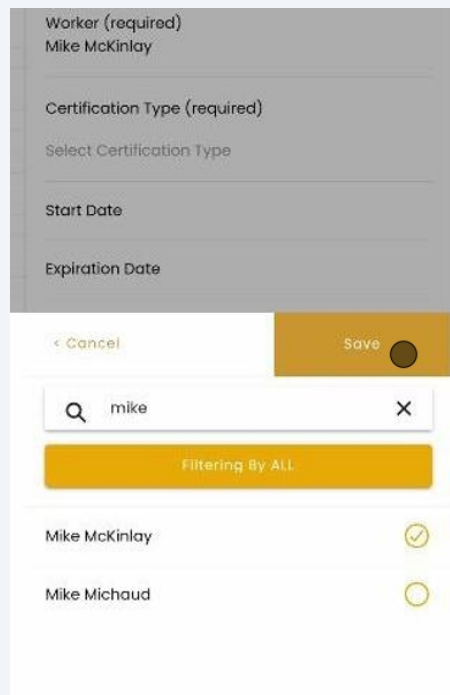 Worker (required)
Mike McKinlay
Certification Type (required)
Select Certification Type
Start Date
Expiration Date
< Cancel
Save
mike
Filtering By ALL
Mike McKinlay
Mike Michaud